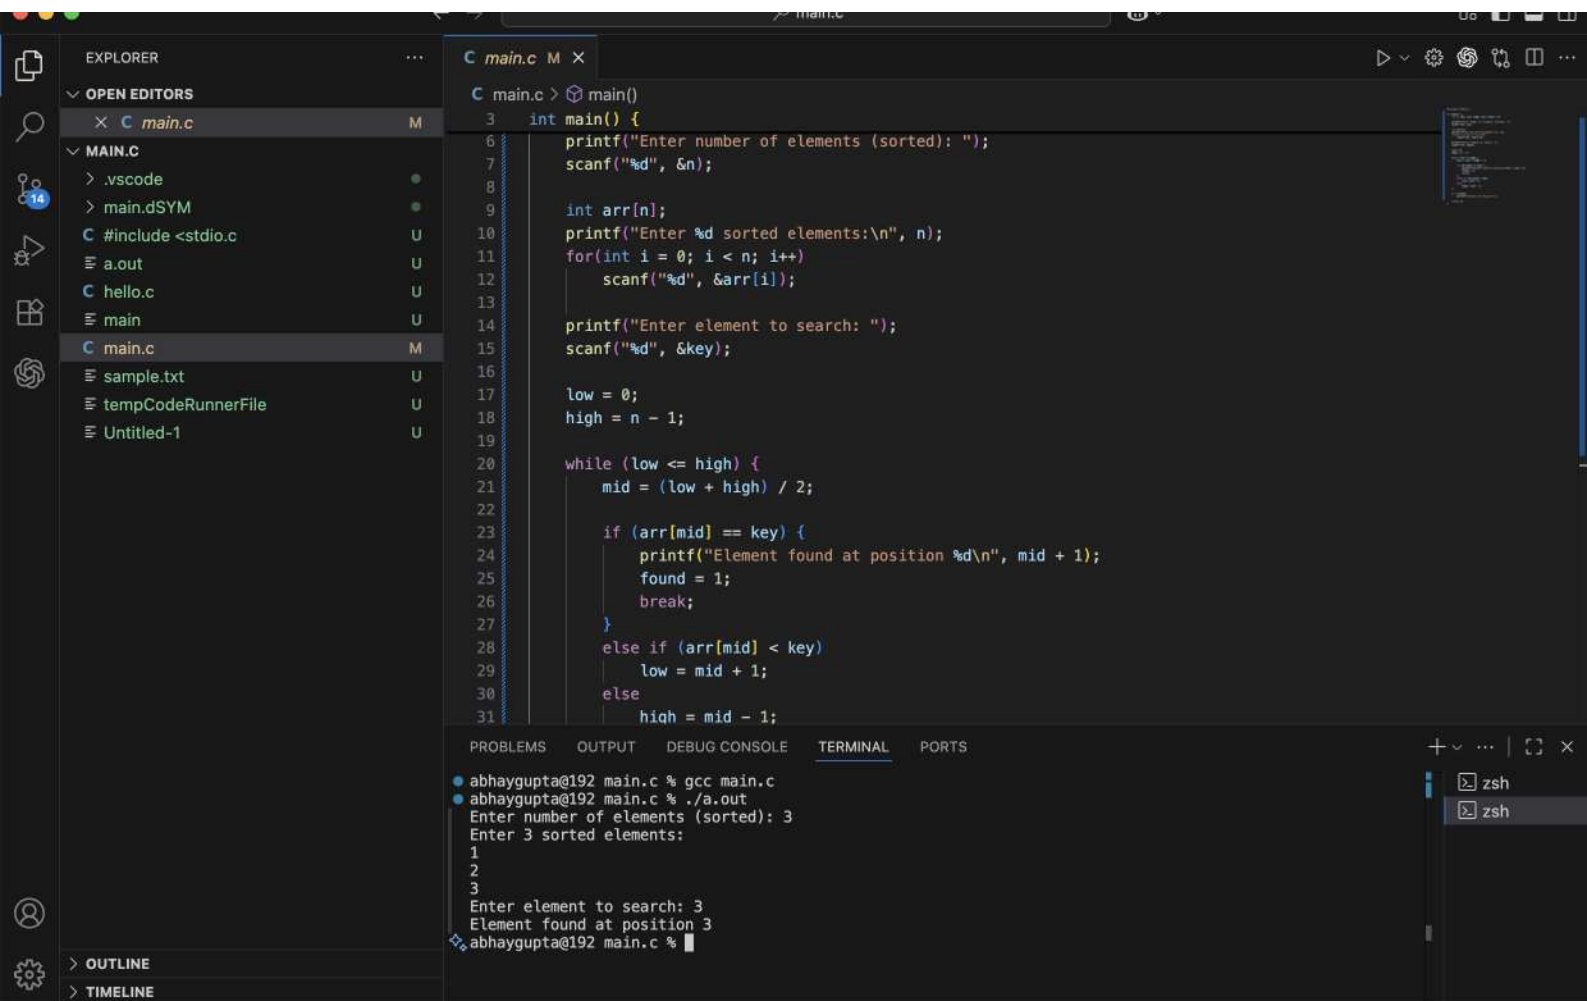 main.c
EXPLORER
OPEN EDITORS
C main.c M
MAIN.C
.vscode
main.dSYM
C #include <stdio.c U
a.out U
C hello.c U
main U
C main.c M
sample.txt U
tempCodeRunnerFile U
Untitled-1 U
14
OUTLINE
TIMELINE
C main.c M
C main.c > main()
3 int main() {
6 printf("Enter number of elements (sorted): ");
7 scanf("%d", &n);
8
9 int arr[n];
10 printf("Enter %d sorted elements:\n", n);
11 for(int i = 0; i < n; i++)
12 scanf("%d", &arr[i]);
13
14 printf("Enter element to search: ");
15 scanf("%d", &key);
16
17 low = 0;
18 high = n - 1;
19
20 while (low <= high) {
21 mid = (low + high) / 2;
22
23 if (arr[mid] == key) {
24 printf("Element found at position %d\n", mid + 1);
25 found = 1;
26 break;
27 }
28 else if (arr[mid] < key)
29 low = mid + 1;
30 else
31 high = mid - 1;
PROBLEMS OUTPUT DEBUG CONSOLE TERMINAL PORTS
abhaygupta@192 main.c % gcc main.c
abhaygupta@192 main.c % ./a.out
Enter number of elements (sorted): 3
Enter 3 sorted elements:
1
2
3
Enter element to search: 3
Element found at position 3
abhaygupta@192 main.c %
zsh
zsh